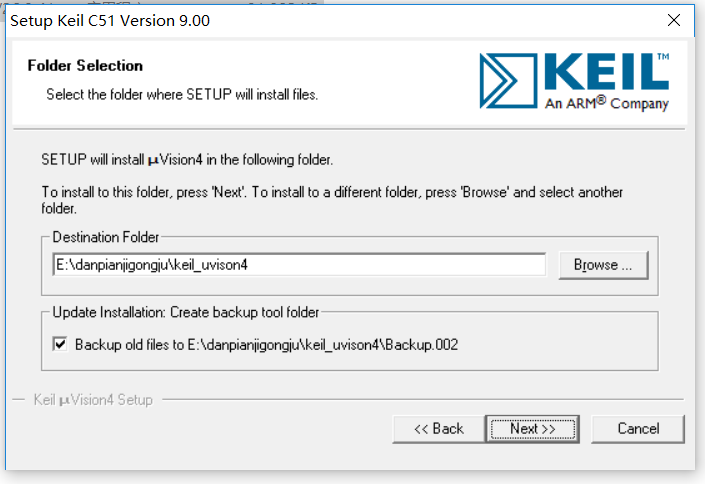 Setup Keil C51 Version 9.00
Folder Selection
Select the folder where SETUP will install files.
KEIL™
An ARM® Company
SETUP will install µVision4 in the following folder.
To install to this folder, press 'Next'. To install to a different folder, press 'Browse' and select another
folder.
Destination Folder
E:\danpianjigongju\keil_uvison4
Browse ...
Update Installation: Create backup tool folder
Backup old files to E:\danpianjigongju\keil_uvison4\Backup.002
Keil µVision4 Setup
<< Back
Next >>
Cancel